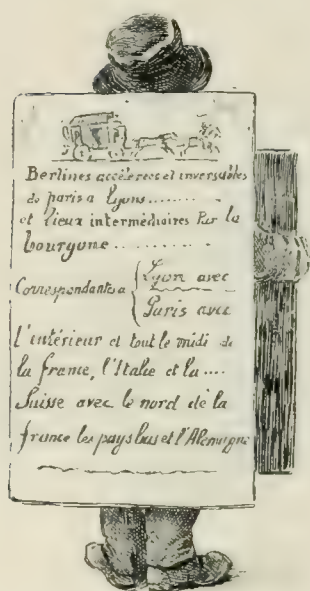 Berlines accélérées et inversables
de paris a lyons........
et lieux intermédiaires Par la
bourgone...........
Correspondantes a { Lyon avec
Paris avec
l'intérieur et tout le midi de
la france, l'Italie et la ....
Suisse avec le nord de la
france les pays bas et l'Alemagne